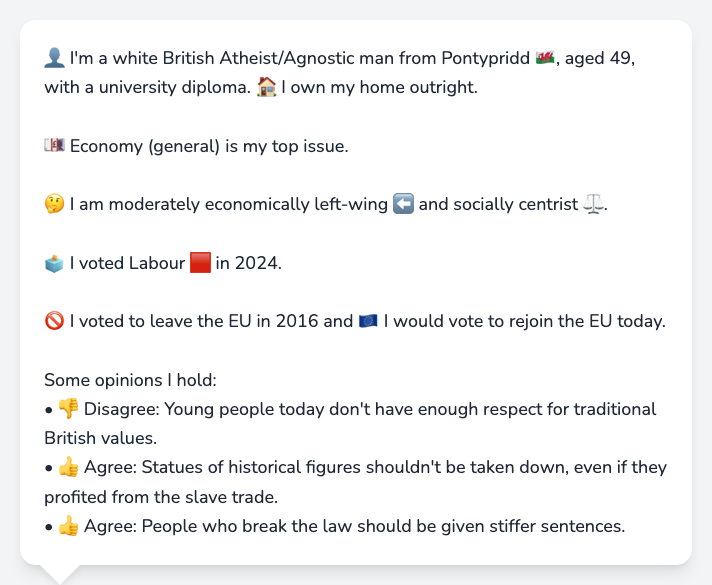 👤 I'm a white British Atheist/Agnostic man from Pontypridd 🏴󠁧󠁢󠁷󠁬󠁳󠁿, aged 49,
with a university diploma. 🏠 I own my home outright.
💷 Economy (general) is my top issue.
🤔 I am moderately economically left-wing ⬅️ and socially centrist ⚖️.
🗳️ I voted Labour 🟥 in 2024.
🚫 I voted to leave the EU in 2016 and 🇪🇺 I would vote to rejoin the EU today.
Some opinions I hold:
• 👎 Disagree: Young people today don't have enough respect for traditional
British values.
• 👍 Agree: Statues of historical figures shouldn't be taken down, even if they
profited from the slave trade.
• 👍 Agree: People who break the law should be given stiffer sentences.